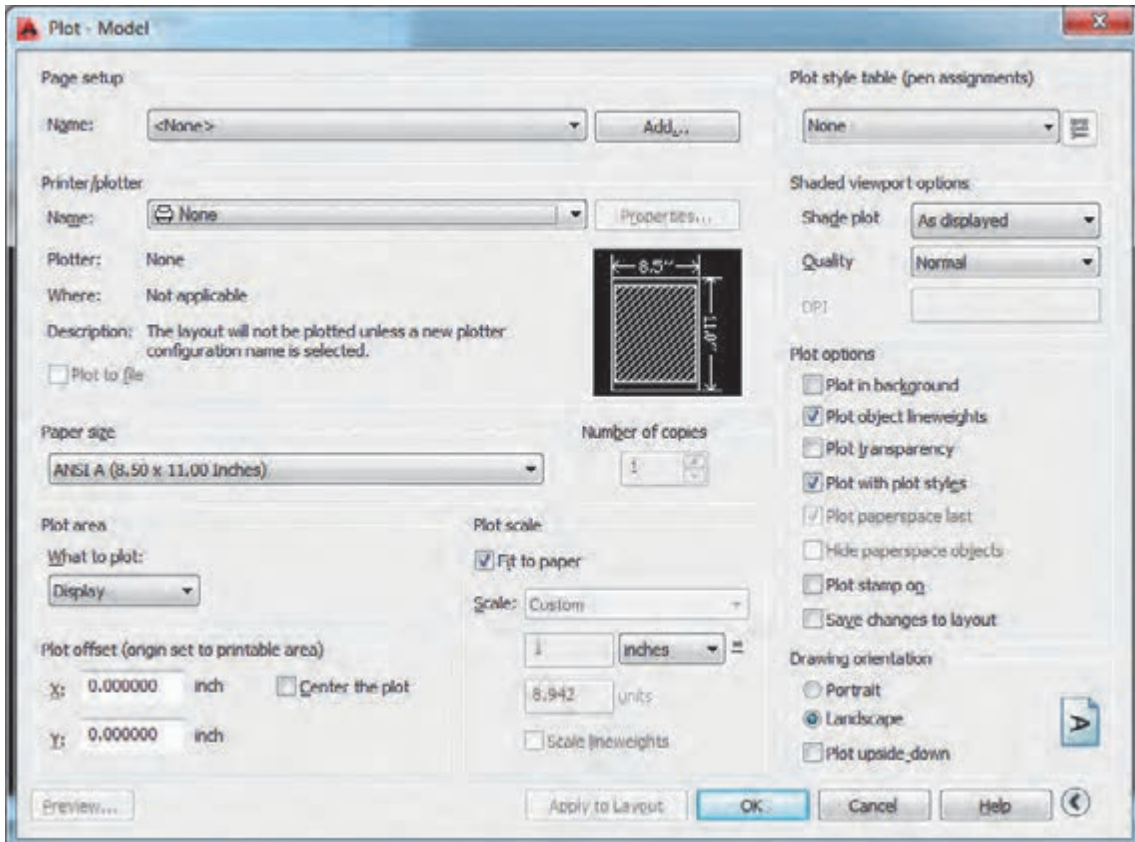 Plot - Model
Page setup
Name: <None> Add...
Printer/plotter
Name: None Properties...
Plotter: None
Where: Not applicable
Description: The layout will not be plotted unless a new plotter
configuration name is selected.
Plot to file
8.5''
11.0''
Paper size
ANSI A (8.50 x 11.00 Inches)
Number of copies
1
Plot area
What to plot:
Display
Plot offset (origin set to printable area)
X: 0.000000 inch Center the plot
Y: 0.000000 inch
Plot scale
Fit to paper
Scale: Custom
1 inches =
8.942 units
Scale lineweights
Plot style table (pen assignments)
None
Shaded viewport options
Shade plot As displayed
Quality Normal
DPI
Plot options
Plot in background
Plot object lineweights
Plot transparency
Plot with plot styles
Plot paperspace last
Hide paperspace objects
Plot stamp on
Save changes to layout
Drawing orientation
Portrait
Landscape
Plot upside-down
A
Preview... Apply to Layout OK Cancel Help